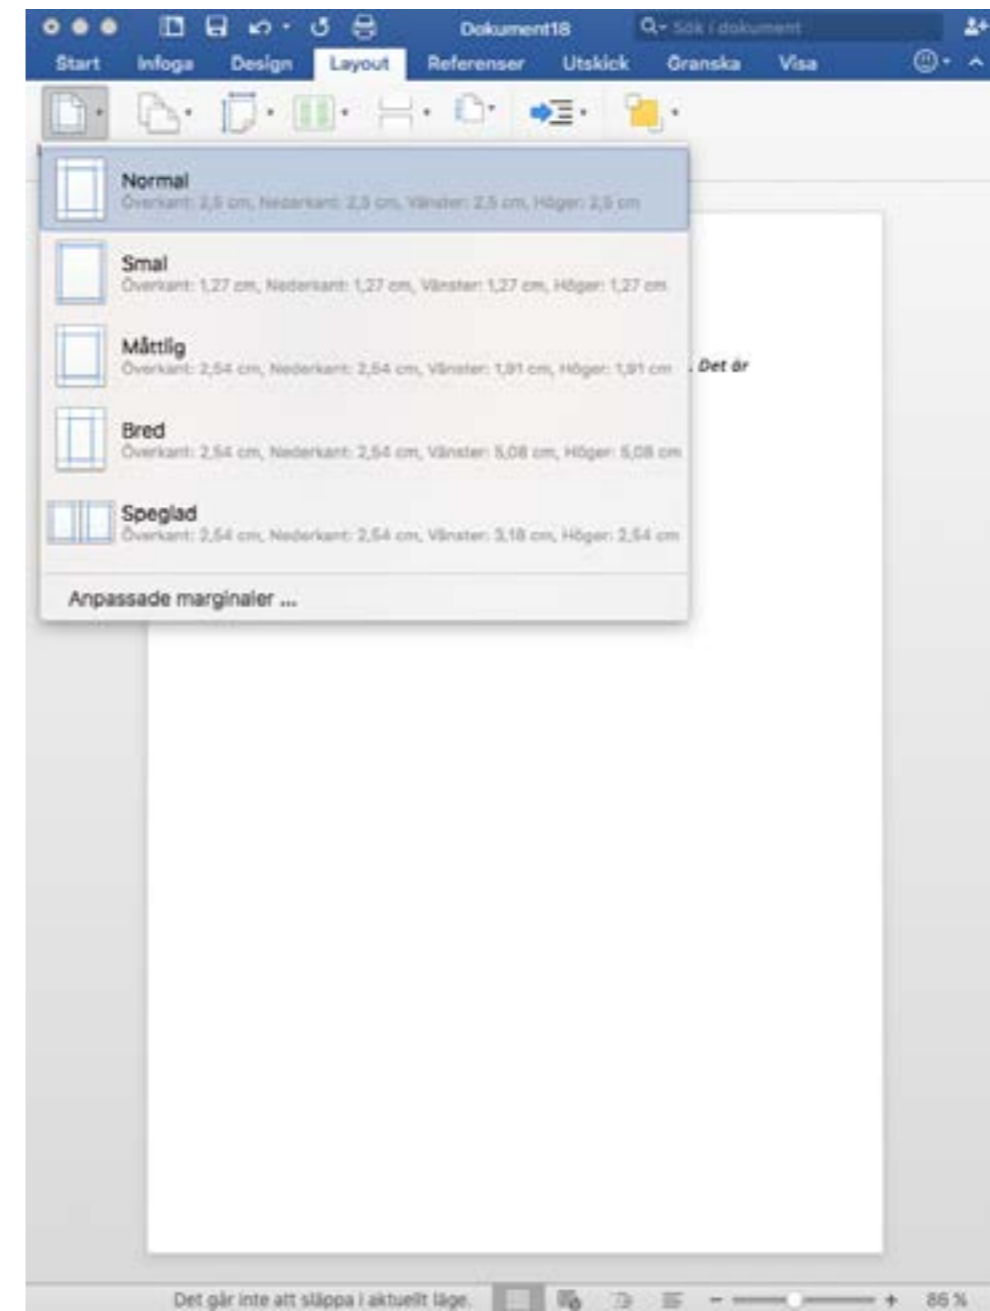 Dokument18
Sök i dokument
Start Infoga Design Layout Referenser Utskick Granska Visa
Normal
Överkant: 2,5 cm, Nederkant: 2,5 cm, Vänster: 2,5 cm, Höger: 2,5 cm
Smal
Överkant: 1,27 cm, Nederkant: 1,27 cm, Vänster: 1,27 cm, Höger: 1,27 cm
Måttlig
Överkant: 2,54 cm, Nederkant: 2,54 cm, Vänster: 1,91 cm, Höger: 1,91 cm
. Det är
Bred
Överkant: 2,54 cm, Nederkant: 2,54 cm, Vänster: 5,08 cm, Höger: 5,08 cm
Speglad
Överkant: 2,54 cm, Nederkant: 2,54 cm, Vänster: 3,18 cm, Höger: 2,54 cm
Anpassade marginaler ...
Det går inte att släppa i aktuellt läge.
86 %